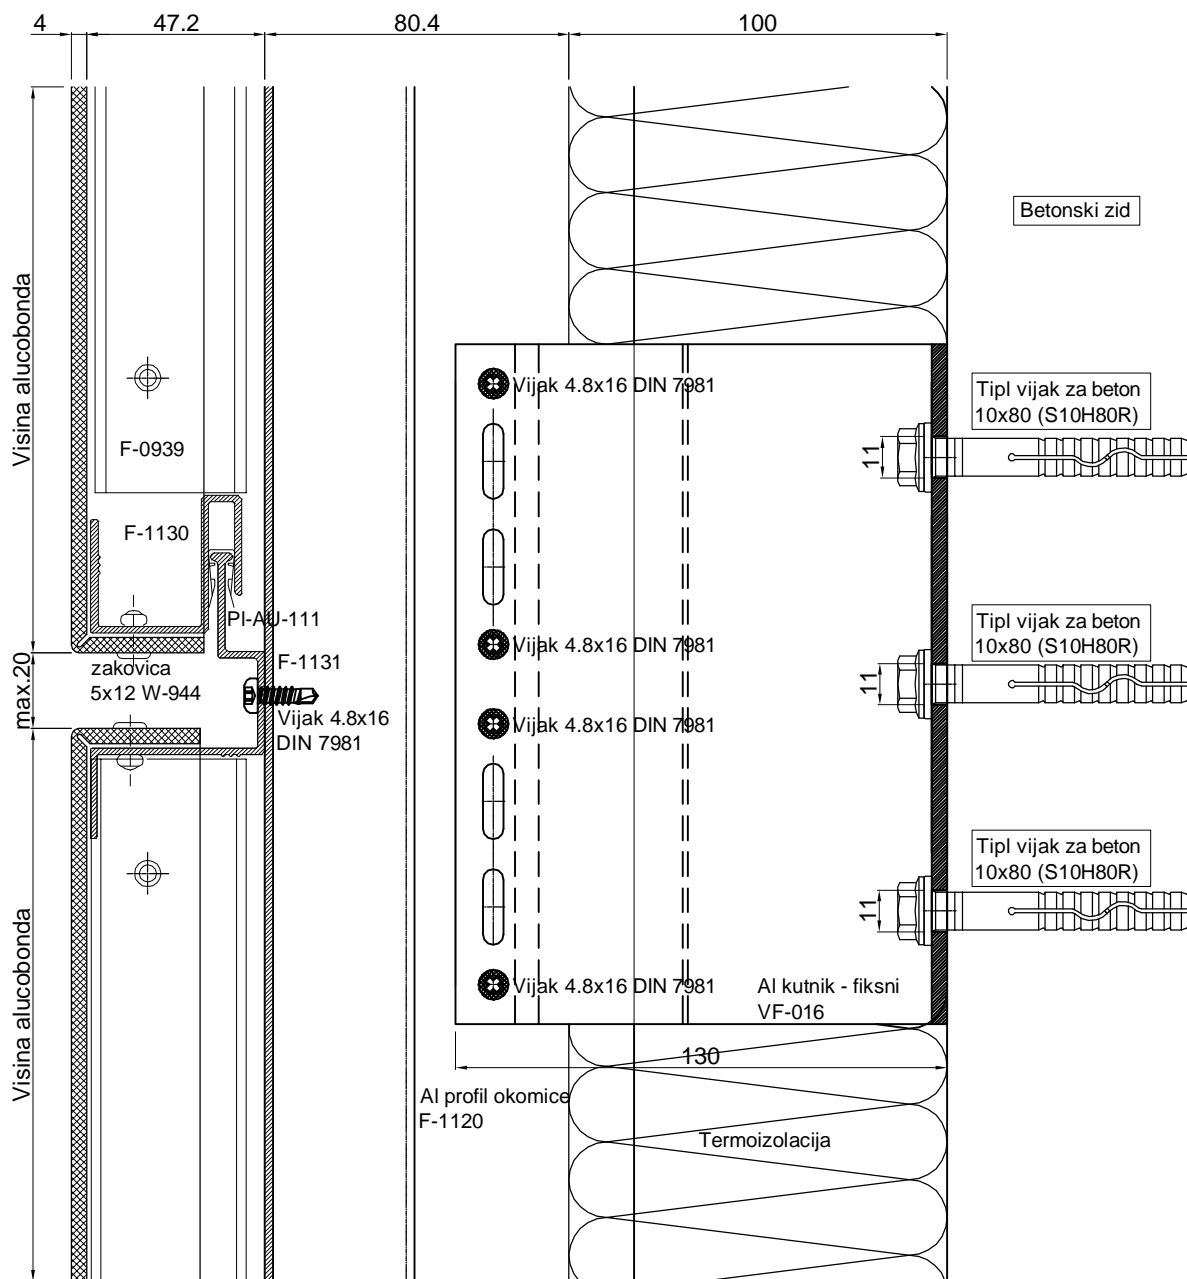 4
47.2
80.4
100
Betonski zid
Visina alucobonda
Vijak 4.8x16 DIN 7981
Tipl vijak za beton
10x80 (S10H80R)
11
F-0939
F-1130
PI-AU-111
Vijak 4.8x16 DIN 7981
Tipl vijak za beton
10x80 (S10H80R)
11
max.20
zakovica
5x12 W-944
F-1131
Vijak 4.8x16
DIN 7981
Vijak 4.8x16 DIN 7981
Tipl vijak za beton
10x80 (S10H80R)
11
Visina alucobonda
Vijak 4.8x16 DIN 7981
Al kutnik - fiksni
VF-016
130
Al profil okomice
F-1120
Termoizolacija